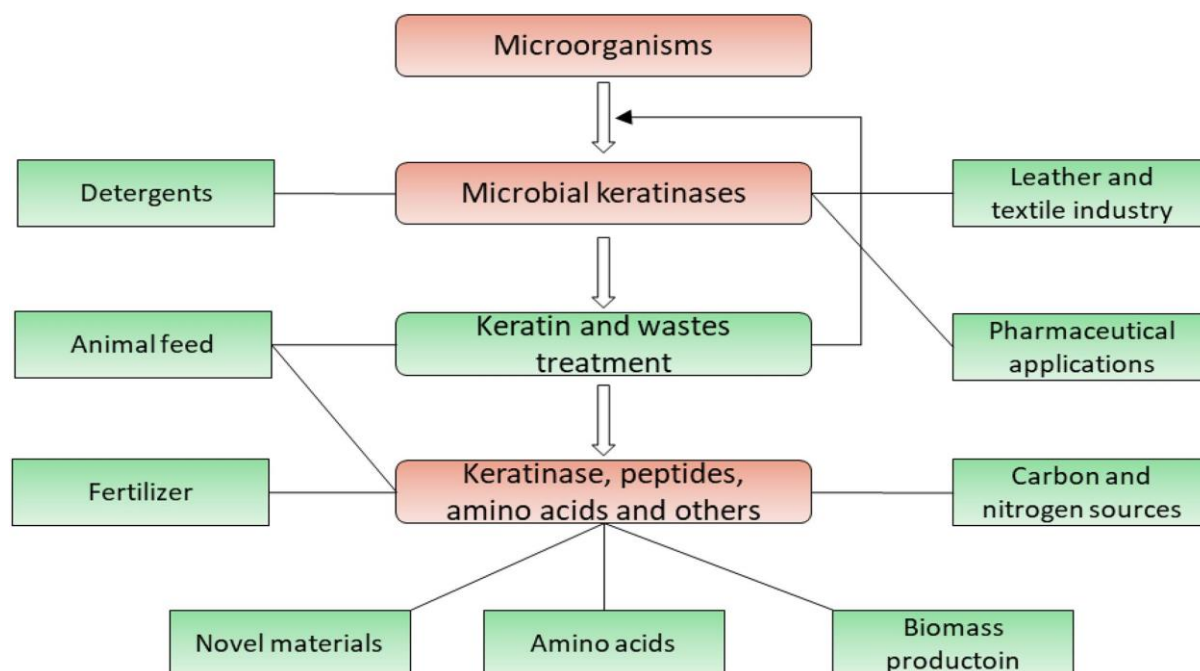 Microorganisms
Detergents
Microbial keratinases
Leather and
textile industry
Animal feed
Keratin and wastes
treatment
Pharmaceutical
applications
Fertilizer
Keratinase, peptides,
amino acids and others
Carbon and
nitrogen sources
Novel materials
Amino acids
Biomass
productoin